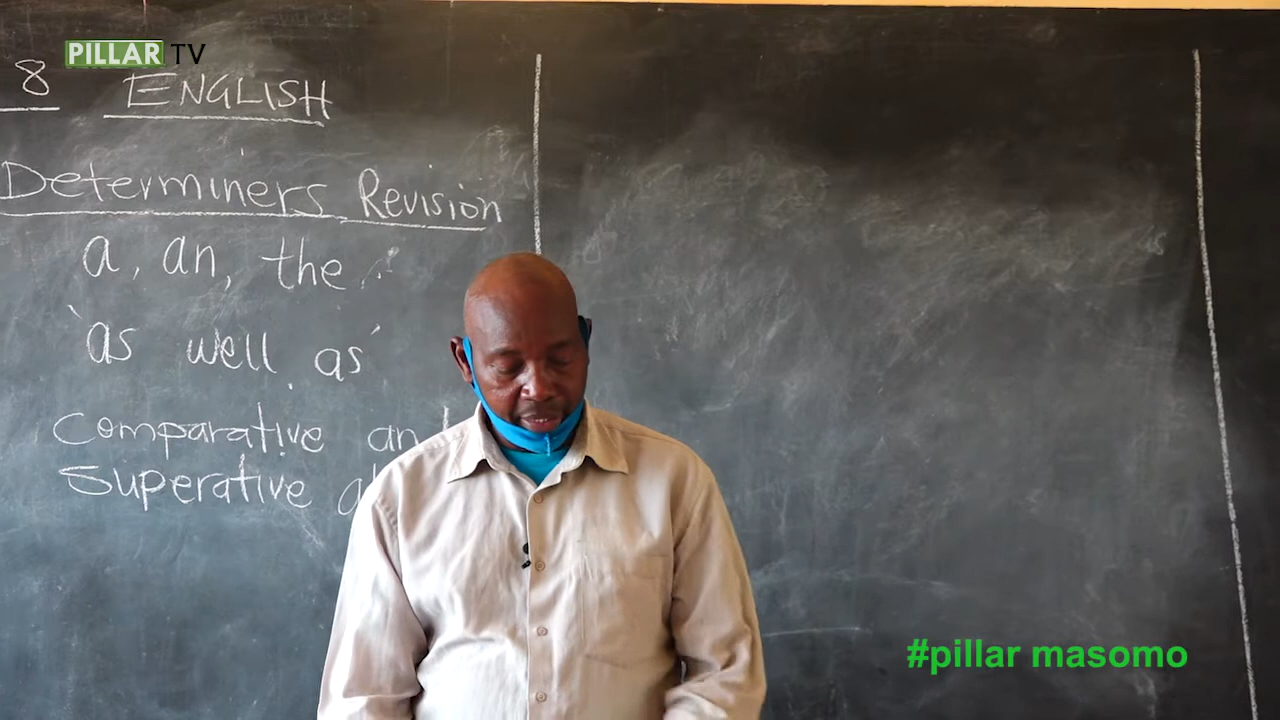 PILLAR TV
8 ENGLISH
Determiners Revision
a, an, the
'as well as'
Comparative an
Superative
#pillar masomo